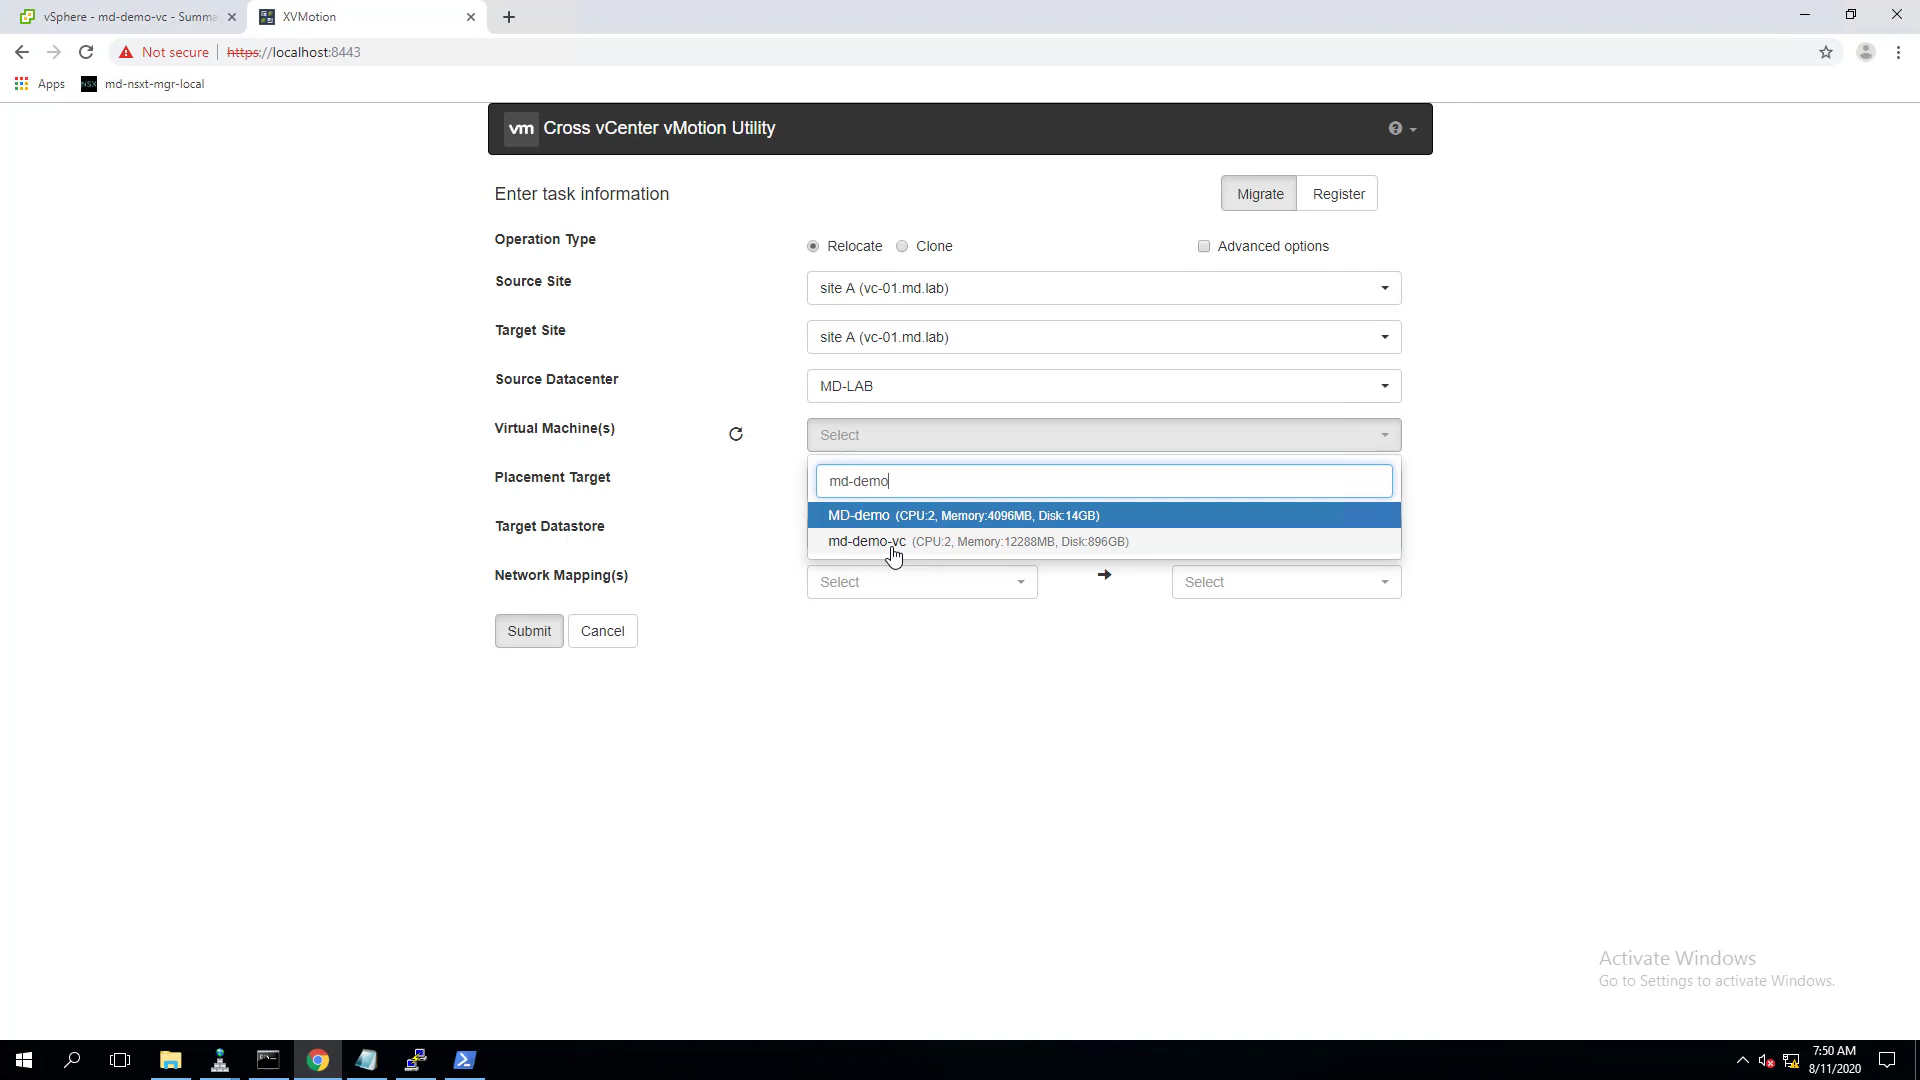 vSphere - md-demo-vc - Summa
XVMotion
Not secure
https://localhost:8443
Apps
NSX
md-nsxt-mgr-local
vm Cross vCenter vMotion Utility
Enter task information
Migrate
Register
Operation Type
Relocate
Clone
Advanced options
Source Site
site A (vc-01.md.lab)
Target Site
site A (vc-01.md.lab)
Source Datacenter
MD-LAB
Virtual Machine(s)
Select
md-demo
Placement Target
MD-demo (CPU:2, Memory:4096MB, Disk:14GB)
Target Datastore
md-demo-vc (CPU:2, Memory:12288MB, Disk:896GB)
Network Mapping(s)
Select
Select
Submit
Cancel
Activate Windows
Go to Settings to activate Windows.
7:50 AM
8/11/2020